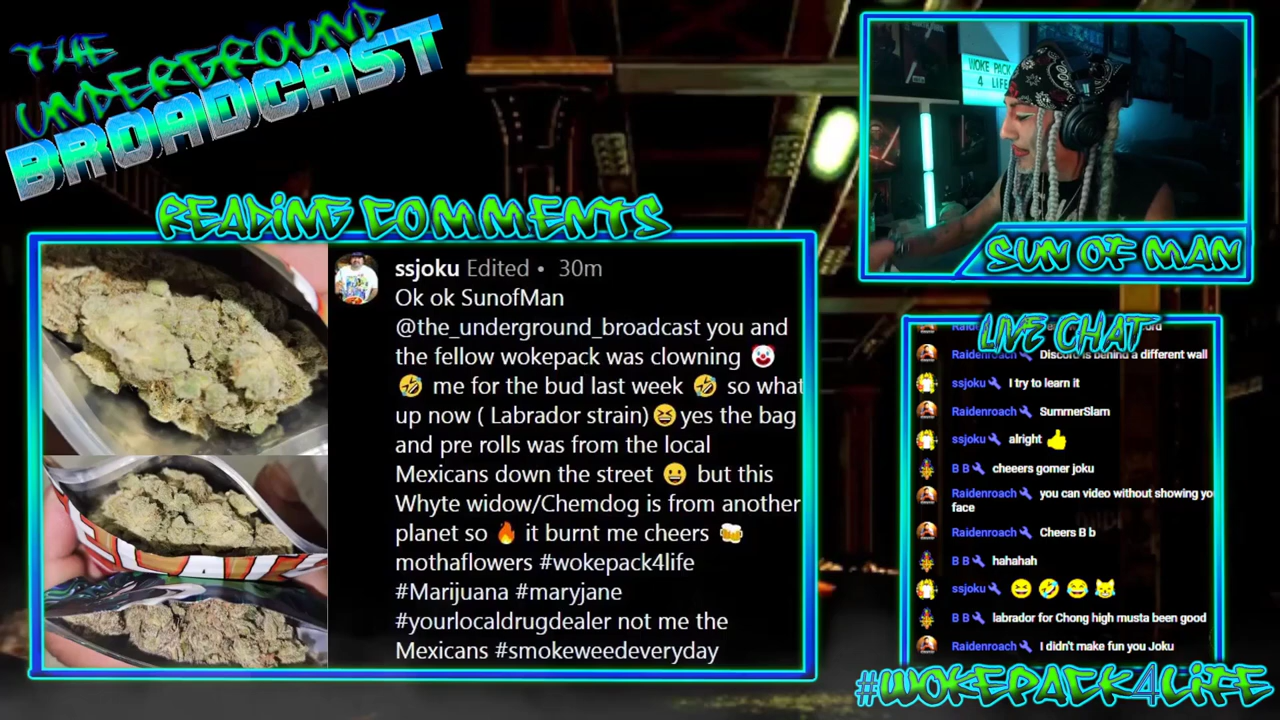 THE
UNDERGROUND
BROADCAST
WOKE PACK
4 LIFE
READING COMMENTS
SUN OF MAN
ssjoku Edited • 30m
Ok ok SunofMan
@the_underground_broadcast you and
the fellow wokepack was clowning 🤡
🤣 me for the bud last week 🤣 so what
up now ( Labrador strain) 😆 yes the bag
and pre rolls was from the local
Mexicans down the street 😀 but this
Whyte widow/Chemdog is from another
planet so 🔥 it burnt me cheers 🍻
mothaflowers #wokepack4life
#Marijuana #maryjane
#yourlocaldrugdealer not me the
Mexicans #smokeweedeveryday
LIVE CHAT
Raidenroach Discord is behind a different wall
ssjoku I try to learn it
Raidenroach SummerSlam
ssjoku alright 👍
B B cheeers gomer joku
Raidenroach you can video without showing yo
face
Raidenroach Cheers B b
B B hahahah
ssjoku 😆 🤣 😂 😹
B B labrador for Chong high musta been good
Raidenroach I didn't make fun you Joku
#WOKEPACK4LIFE